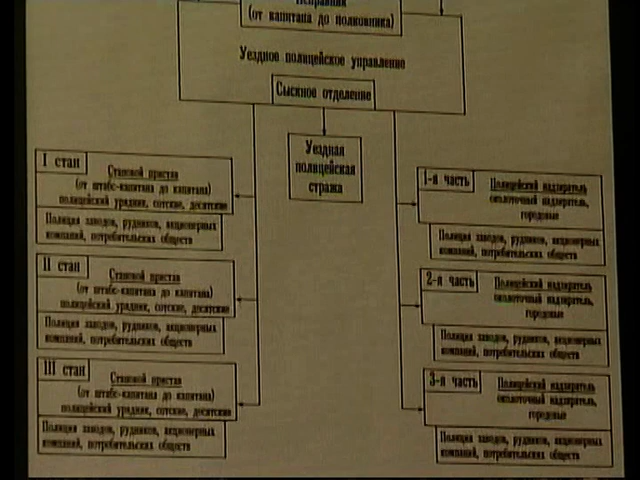 Исправник
(от капитана до полковника)
Уездное полицейское управление
Сыскное отделение
Уездная
полицейская
стража
I стан
Становой пристав
(от штабс-капитана до капитана)
полицейский урядник, сотские, десятские
Полиция заводов, рудников, акционерных
компаний, потребительских обществ
II стан
Становой пристав
(от штабс-капитана до капитана)
полицейский урядник, сотские, десятские
Полиция заводов, рудников, акционерных
компаний, потребительских обществ
III стан
Становой пристав
(от штабс-капитана до капитана)
полицейский урядник, сотские, десятские
Полиция заводов, рудников, акционерных
компаний, потребительских обществ
1-я часть
Полицейский надзиратель
околоточный надзиратель,
городовые
Полиция заводов, рудников, акционерных
компаний, потребительских обществ
2-я часть
Полицейский надзиратель
околоточный надзиратель,
городовые
Полиция заводов, рудников, акционерных
компаний, потребительских обществ
3-я часть
Полицейский надзиратель
околоточный надзиратель,
городовые
Полиция заводов, рудников, акционерных
компаний, потребительских обществ